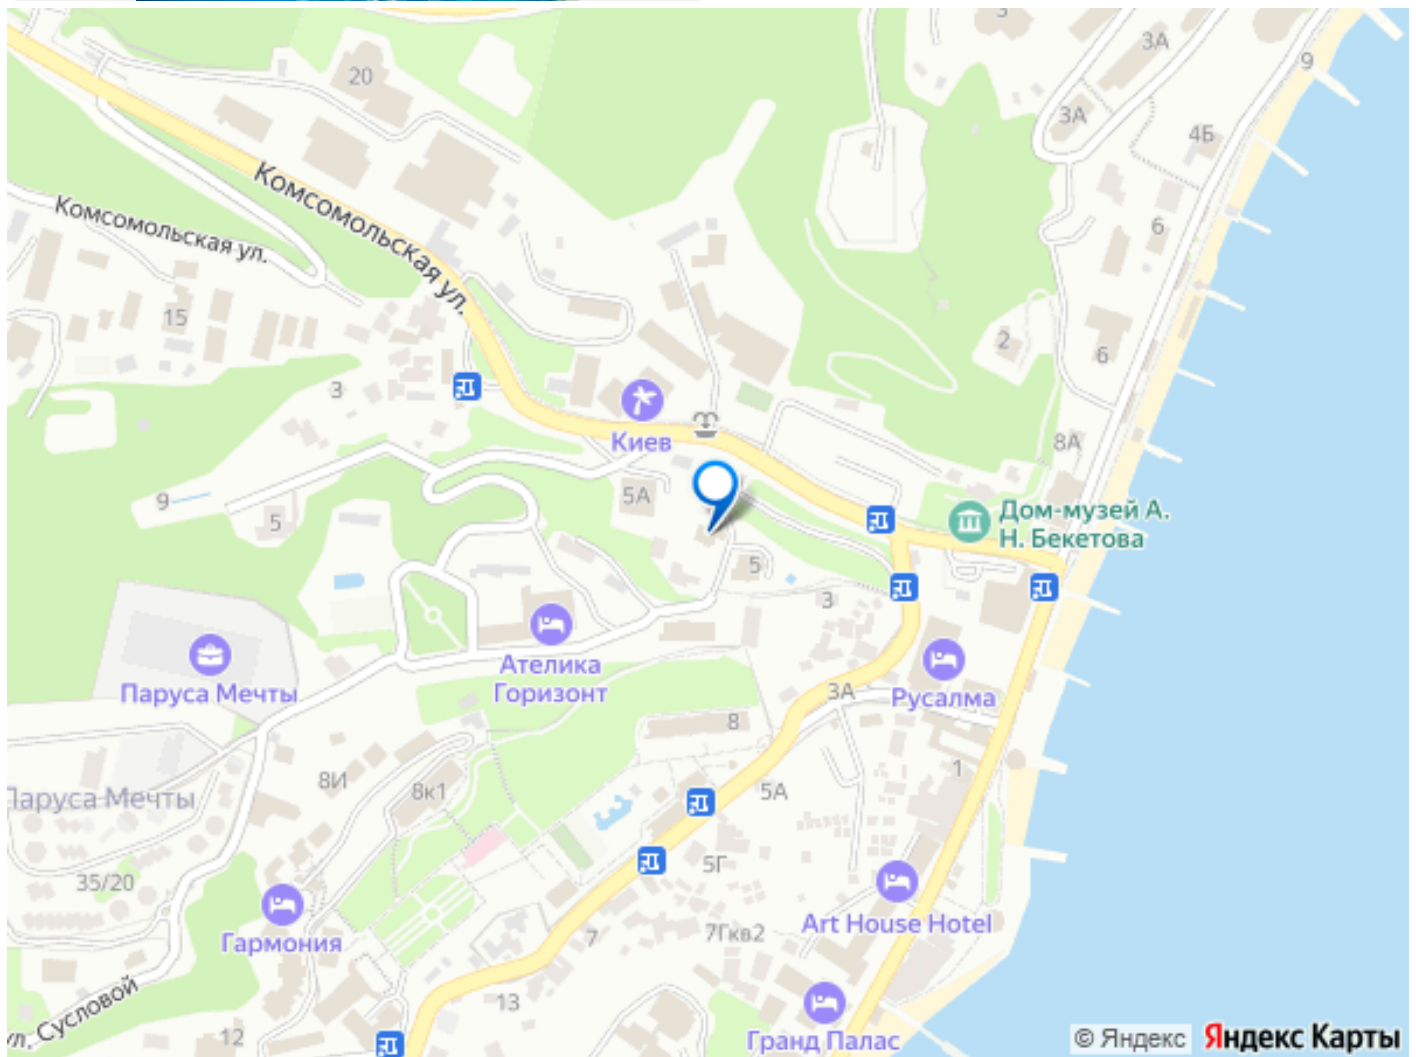 3
3А
9
20
3А
4Б
Комсомольская ул.
Комсомольская ул.
6
15
2
6
3
Киев
8А
9
5А
5
Дом-музей А.
Н. Бекетова
5
3
Ателика
Горизонт
Паруса Мечты
3А
Русалма
8
8И
8к1
5А
1
Паруса Мечты
5Г
35/20
Art House Hotel
Гармония
7
7Гкв2
13
ул. Сусловой
12
Гранд Палас
© Яндекс
Яндекс Карты